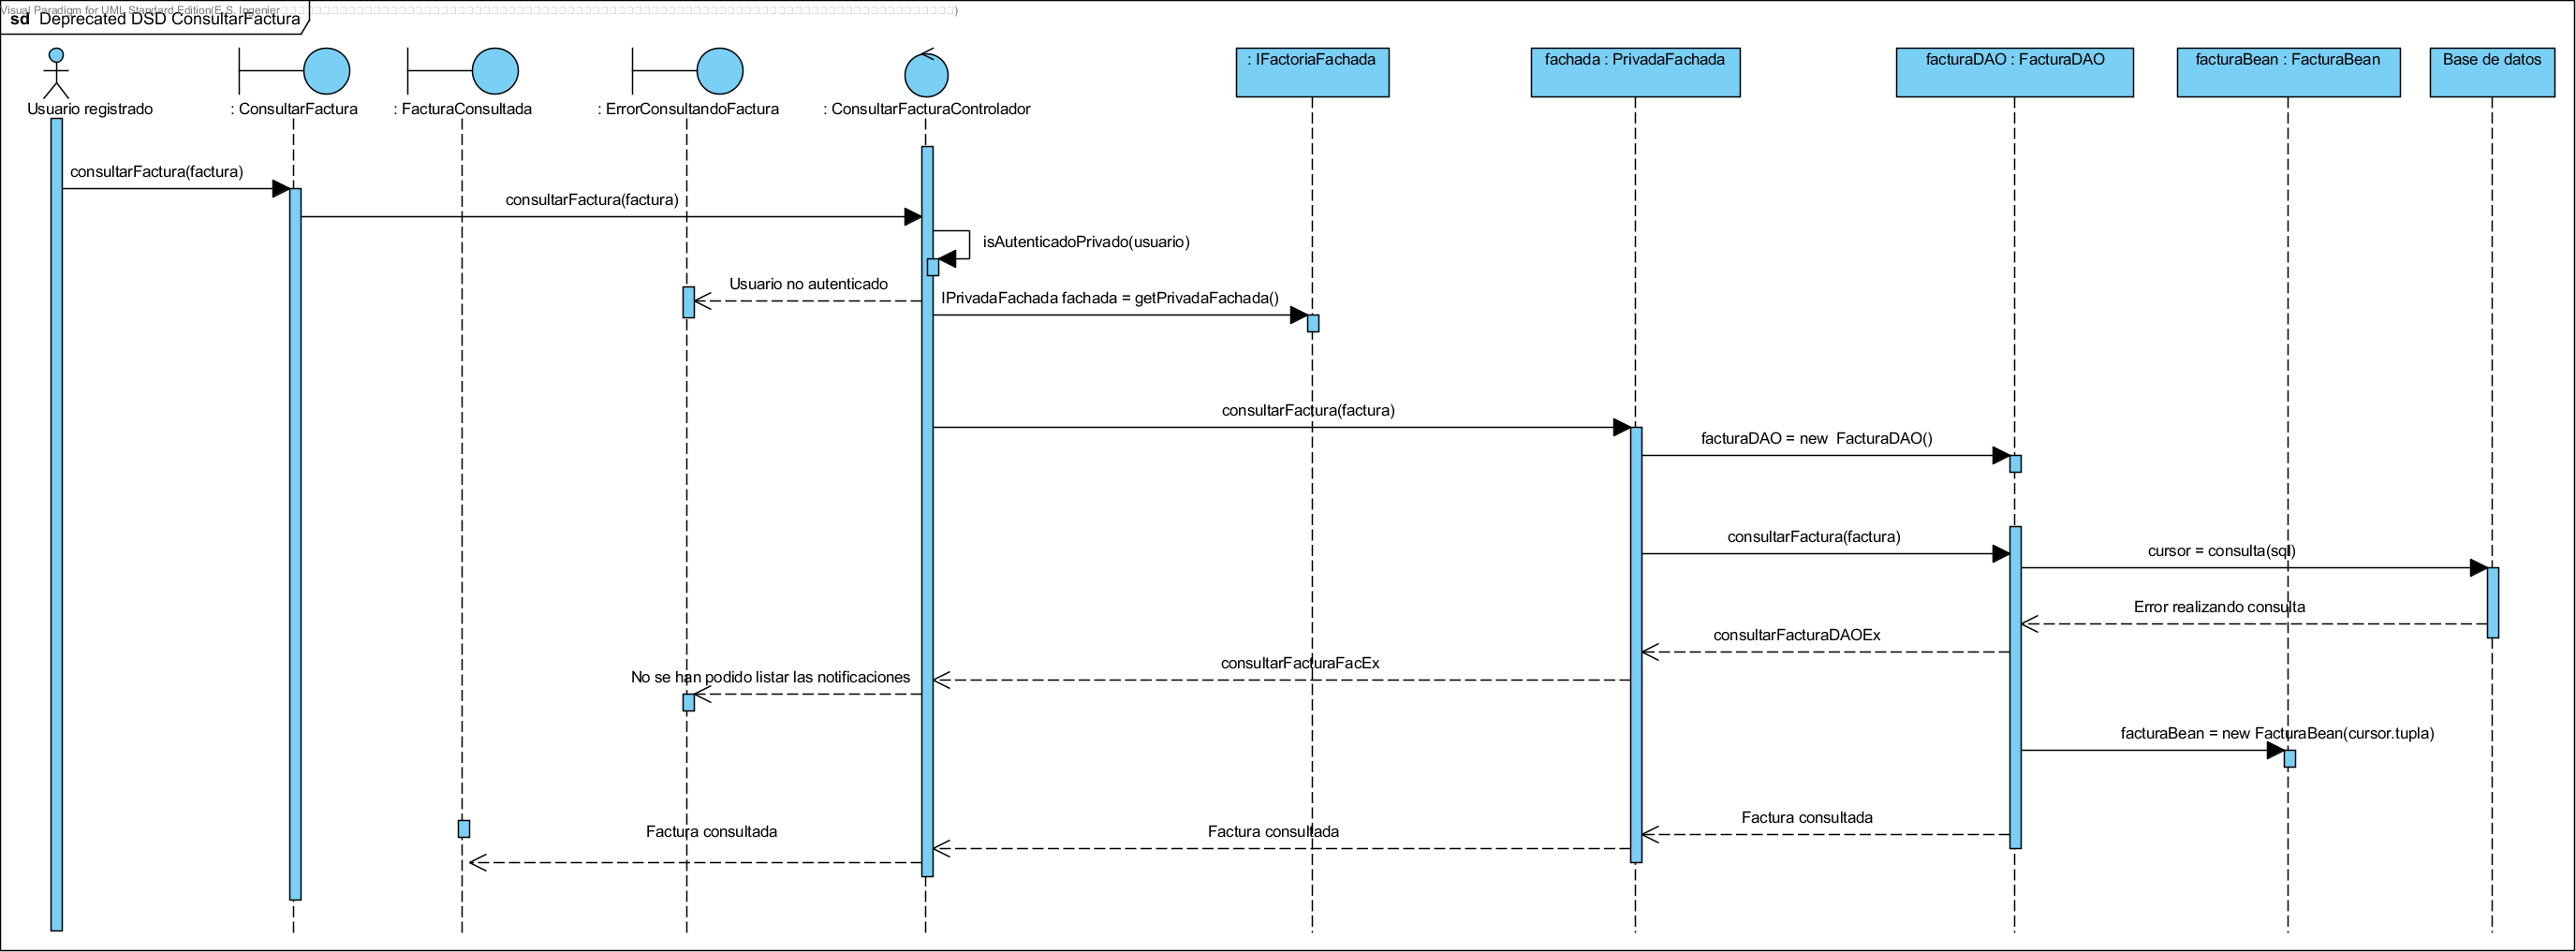 Visual Paradigm for UML Standard Edition(E.S. Ingenier
sd Deprecated DSD ConsultarFactura
Usuario registrado
: ConsultarFactura
: FacturaConsultada
: ErrorConsultandoFactura
: ConsultarFacturaControlador
: IFactoriaFachada
fachada : PrivadaFachada
facturaDAO : FacturaDAO
facturaBean : FacturaBean
Base de datos
consultarFactura(factura)
consultarFactura(factura)
isAutenticadoPrivado(usuario)
Usuario no autenticado
IPrivadaFachada fachada = getPrivadaFachada()
consultarFactura(factura)
facturaDAO = new FacturaDAO()
consultarFactura(factura)
cursor = consulta(sql)
Error realizando consulta
consultarFacturaDAOEx
consultarFacturaFacEx
No se han podido listar las notificaciones
facturaBean = new FacturaBean(cursor.tupla)
Factura consultada
Factura consultada
Factura consultada